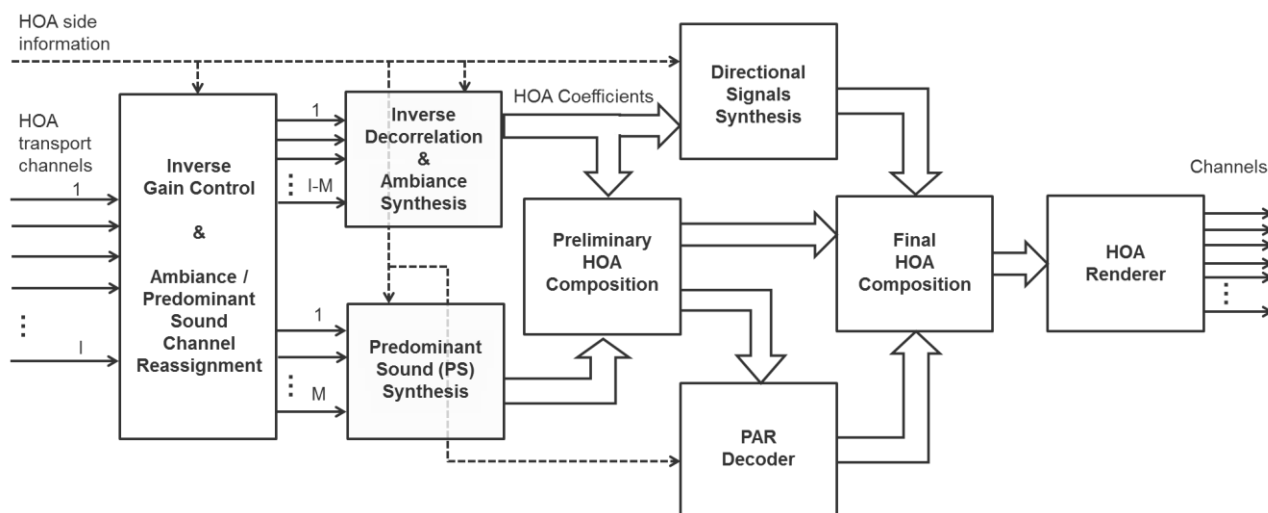 HOA side
information
HOA
transport
channels
1
⋮
I
Inverse
Gain Control
&
Ambiance /
Predominant
Sound
Channel
Reassignment
1
⋮ I-M
1
⋮ M
Inverse
Decorrelation
&
Ambiance
Synthesis
Predominant
Sound (PS)
Synthesis
HOA Coefficients
Preliminary
HOA
Composition
Directional
Signals
Synthesis
PAR
Decoder
Final
HOA
Composition
HOA
Renderer
Channels
⋮